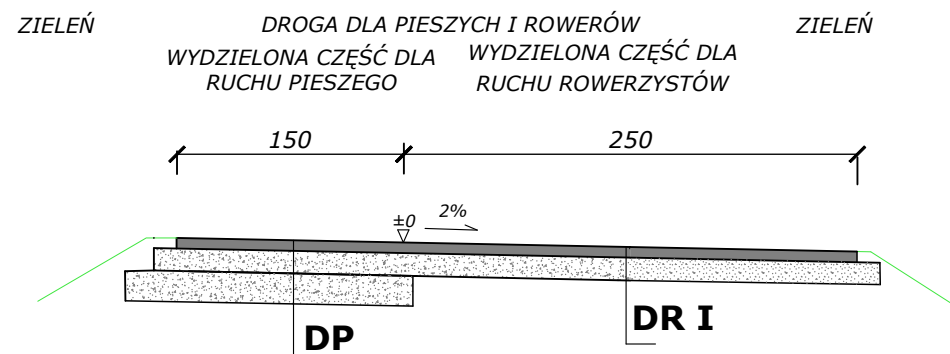 ZIELEŃ
DROGA DLA PIESZYCH I ROWERÓW
ZIELEŃ
WYDZIELONA CZĘŚĆ DLA
RUCHU PIESZEGO
WYDZIELONA CZĘŚĆ DLA
RUCHU ROWERZYSTÓW
150
250
±0
2%
DP
DR I